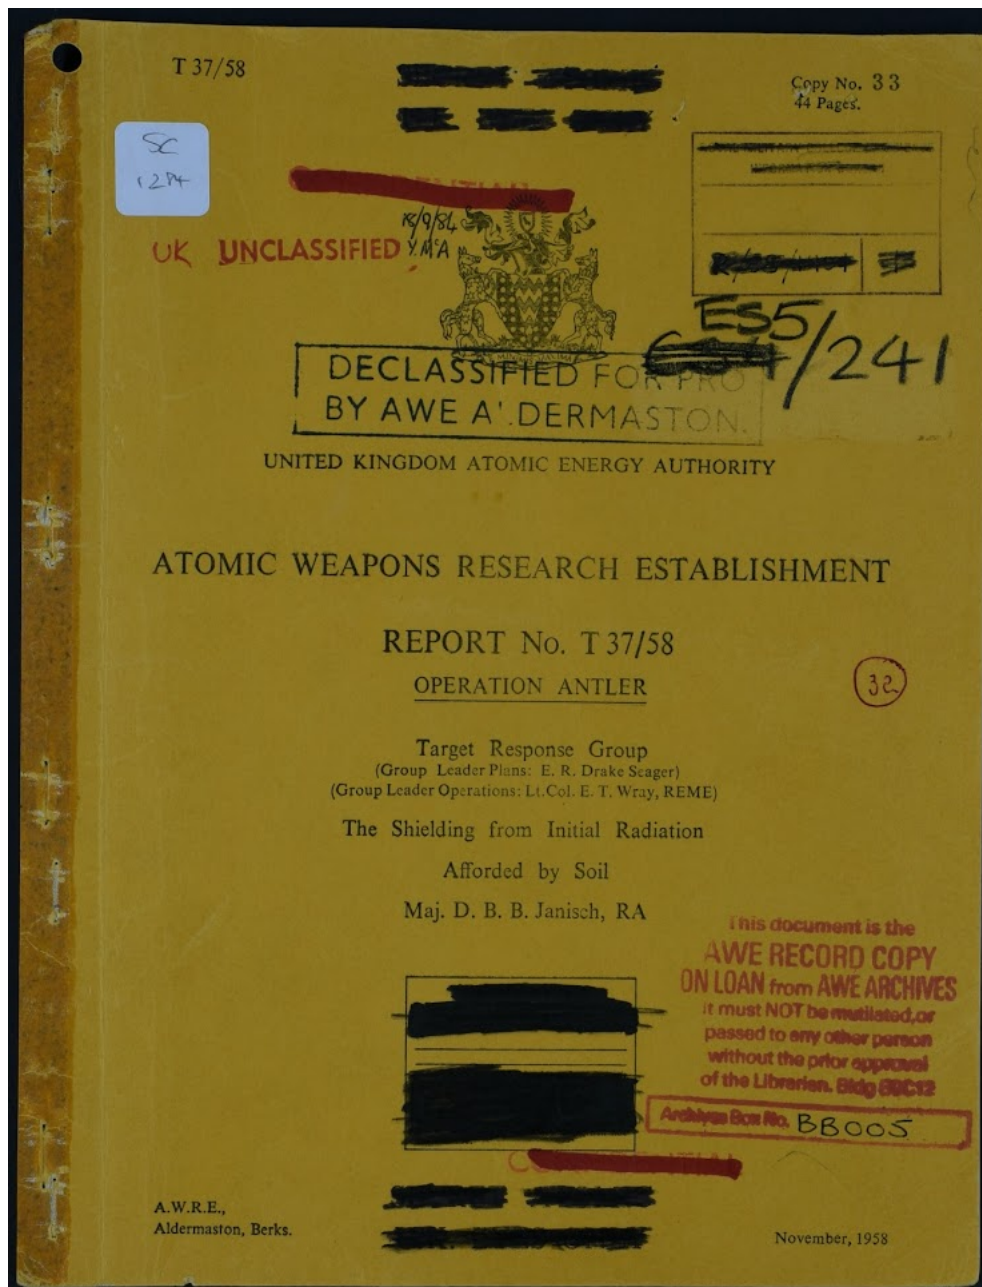 T 37/58
Copy No. 33
44 Pages.
SC
1284
18/9/84
UK UNCLASSIFIED Y.McA
ES5/241
DECLASSIFIED FOR PRO
BY AWE A'.DERMASTON.
UNITED KINGDOM ATOMIC ENERGY AUTHORITY
ATOMIC WEAPONS RESEARCH ESTABLISHMENT
REPORT No. T 37/58
OPERATION ANTLER
32
Target Response Group
(Group Leader Plans: E. R. Drake Seager)
(Group Leader Operations: Lt.Col. E. T. Wray, REME)
The Shielding from Initial Radiation
Afforded by Soil
Maj. D. B. B. Janisch, RA
This document is the
AWE RECORD COPY
ON LOAN from AWE ARCHIVES
It must NOT be mutilated, or
passed to any other person
without the prior approval
of the Librarian. Bldg
Archives Box No. BB005
A.W.R.E.,
Aldermaston, Berks.
November, 1958